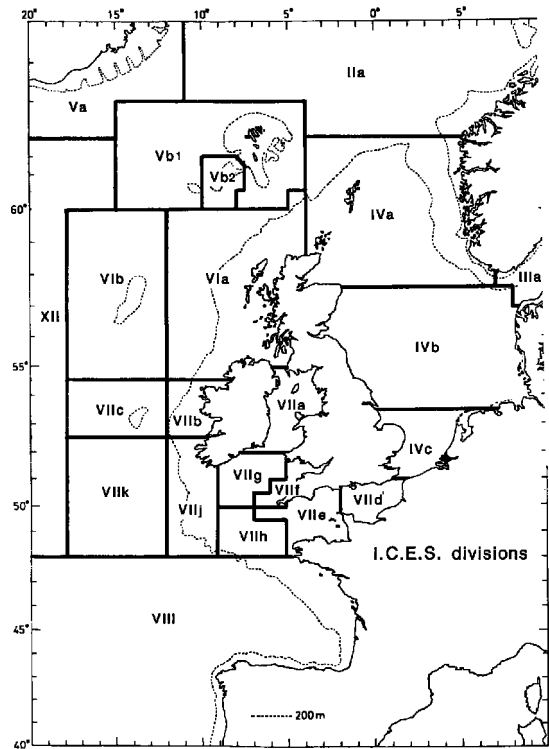 20° 15° 10° 5° 0° 5°
IIa
Va
Vb1
Vb2
60°
IVa
VIb
VIa
IIIa
XII
IVb
55°
VIIc
VIIb
VIIa
IVc
VIIg
VIIk
VIIj
VIIf
VIId
50°
VIIe
VIIh
I.C.E.S. divisions
VIII
45°
200m
40°